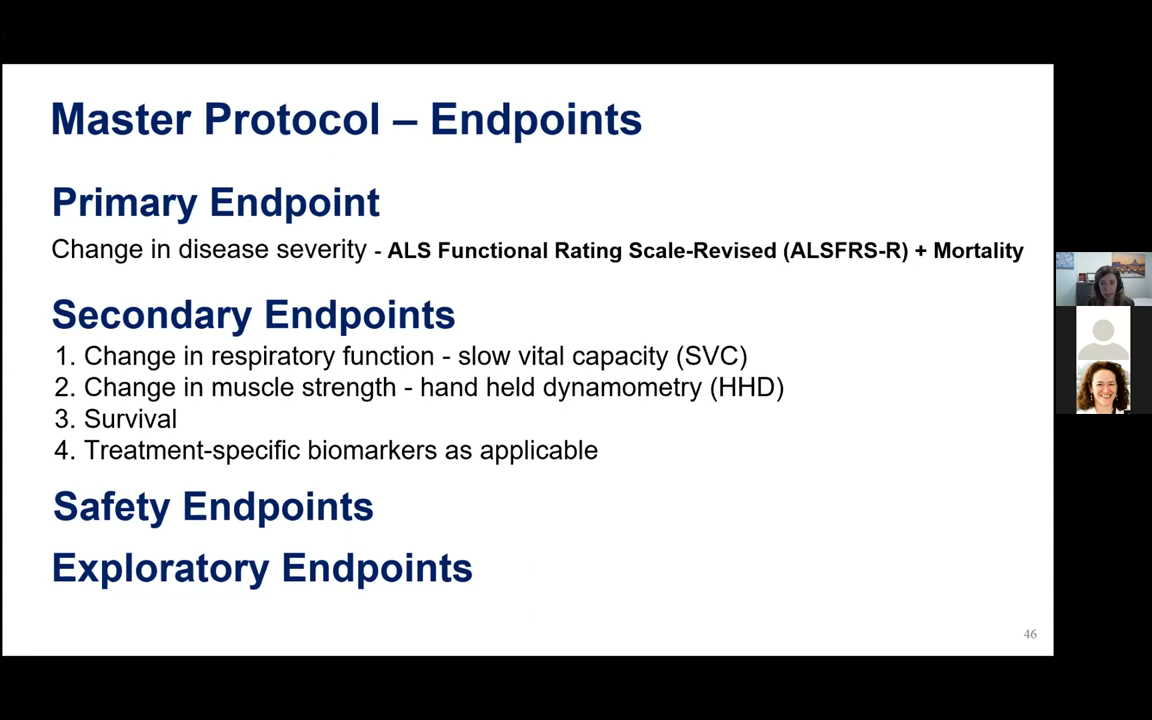 Master Protocol – Endpoints
Primary Endpoint
Change in disease severity - ALS Functional Rating Scale-Revised (ALSFRS-R) + Mortality
Secondary Endpoints
1. Change in respiratory function - slow vital capacity (SVC)
2. Change in muscle strength - hand held dynamometry (HHD)
3. Survival
4. Treatment-specific biomarkers as applicable
Safety Endpoints
Exploratory Endpoints
46